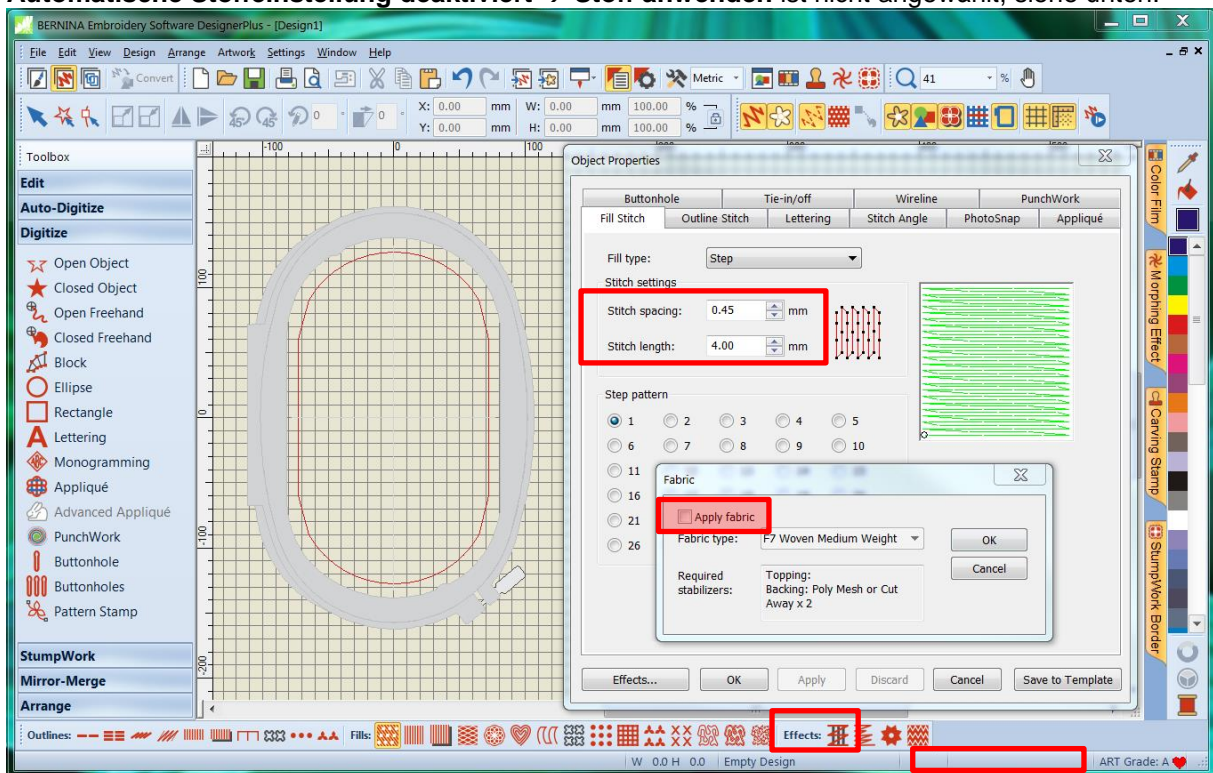 Automatische Stoffeinstellung deaktiviert → Stoff anwenden ist nicht angewählt, siehe unten:
BERNINA Embroidery Software DesignerPlus - [Design1]
File Edit View Design Arrange Artwork Settings Window Help
Convert Metric 41 %
X: 0.00 mm W: 0.00 mm 100.00 %
Y: 0.00 mm H: 0.00 mm 100.00 %
0 0
Toolbox
Edit
Auto-Digitize
Digitize
Open Object
Closed Object
Open Freehand
Closed Freehand
Block
Ellipse
Rectangle
Lettering
Monogramming
Appliqué
Advanced Appliqué
PunchWork
Buttonhole
Buttonholes
Pattern Stamp
StumpWork
Mirror-Merge
Arrange
-100 0 100
100
0
-100
-200
Object Properties
Buttonhole Tie-in/off Wireline PunchWork
Fill Stitch Outline Stitch Lettering Stitch Angle PhotoSnap Appliqué
Fill type: Step
Stitch settings
Stitch spacing: 0.45 mm
Stitch length: 4.00 mm
Step pattern
1 2 3 4 5
6 7 8 9 10
11
16
21
26
Fabric
Apply fabric
Fabric type: F7 Woven Medium Weight
Required stabilizers:
Topping:
Backing: Poly Mesh or Cut
Away x 2
OK
Cancel
Effects... OK Apply Discard Cancel Save to Template
Color Film
Morphing Effect
Carving Stamp
StumpWork Border
Outlines: Fills: Effects:
W 0.0 H 0.0 Empty Design ART Grade: A